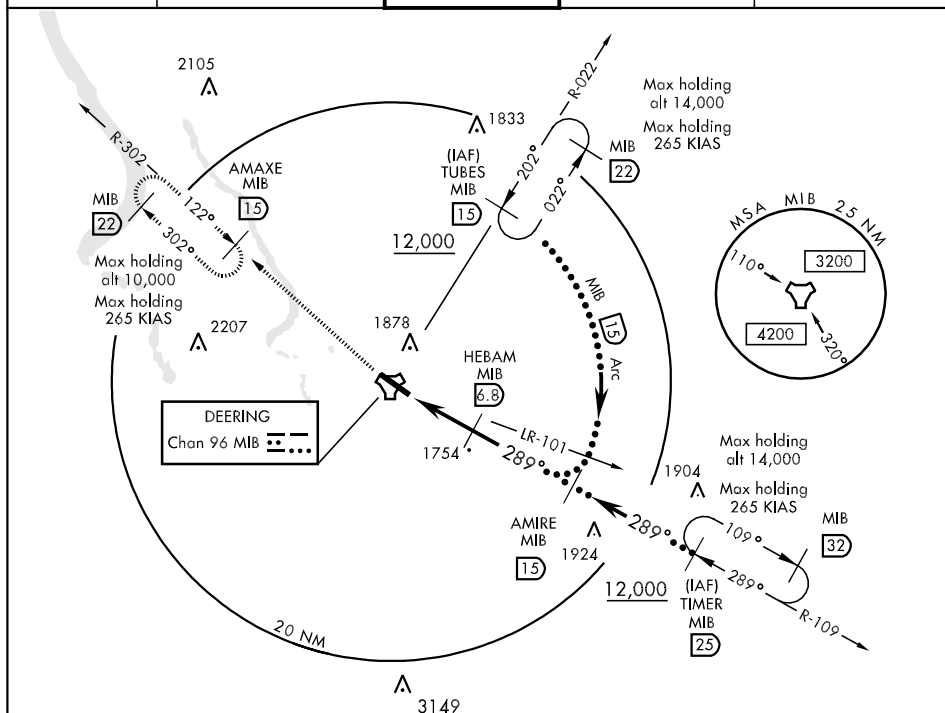 2105
R-302
AMAXE
MIB
15
MIB
22
122°
302°
Max holding
alt 10,000
Max holding
265 KIAS
2207
1833
(IAF)
TUBES
MIB
15
12,000
R-022
202°
022°
MIB
22
Max holding
alt 14,000
Max holding
265 KIAS
MSA MIB 25 NM
110°
3200
4200
320°
MIB
15
Arc
1878
HEBAM
MIB
6.8
DEERING
Chan 96 MIB
1754
LR-101
289°
AMIRE
MIB
15
1924
1904
Max holding
alt 14,000
Max holding
265 KIAS
MIB
32
109°
289°
289°
12,000
(IAF)
TIMER
MIB
25
R-109
20 NM
3149